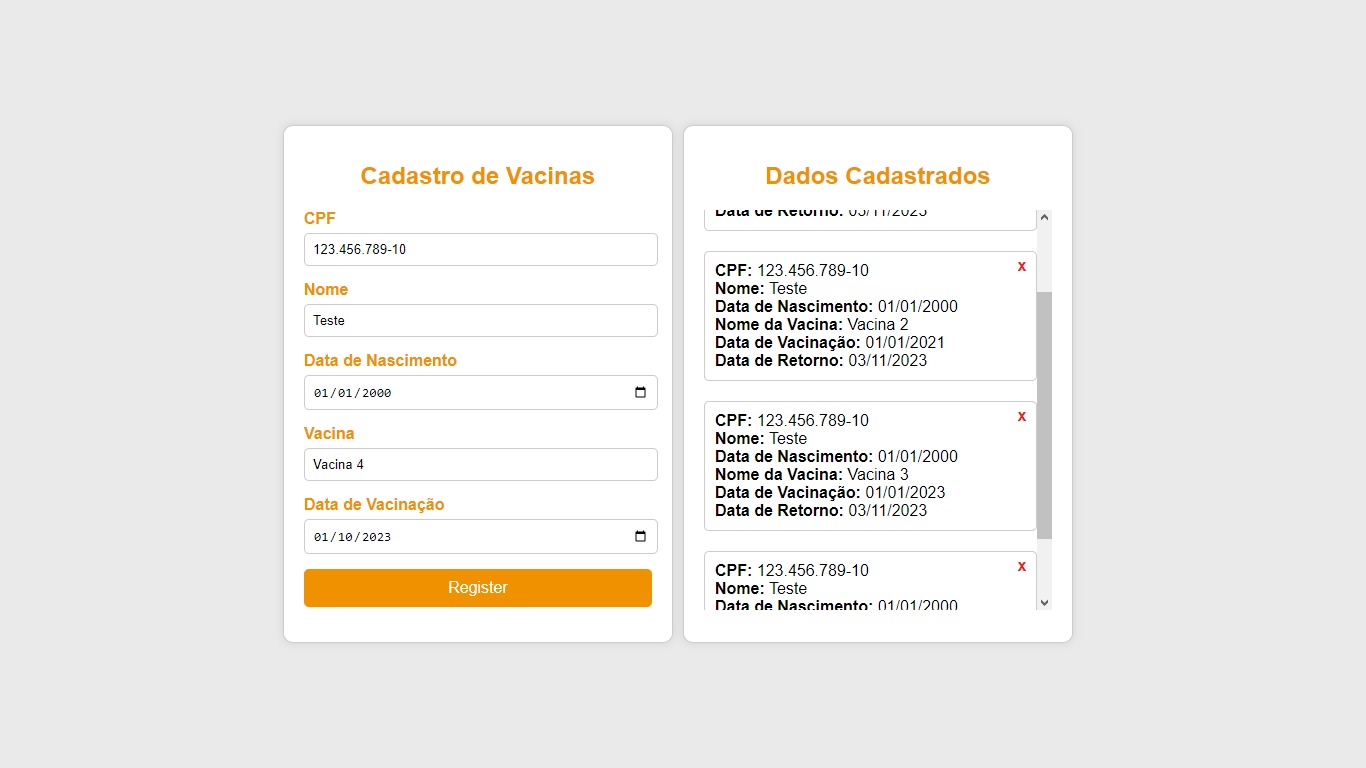 Cadastro de Vacinas
CPF
123.456.789-10
Nome
Teste
Data de Nascimento
01/01/2000
Vacina
Vacina 4
Data de Vacinação
01/10/2023
Register
Dados Cadastrados
Data de Retorno: 03/11/2023
x
CPF: 123.456.789-10
Nome: Teste
Data de Nascimento: 01/01/2000
Nome da Vacina: Vacina 2
Data de Vacinação: 01/01/2021
Data de Retorno: 03/11/2023
x
CPF: 123.456.789-10
Nome: Teste
Data de Nascimento: 01/01/2000
Nome da Vacina: Vacina 3
Data de Vacinação: 01/01/2023
Data de Retorno: 03/11/2023
x
CPF: 123.456.789-10
Nome: Teste
Data de Nascimento: 01/01/2000